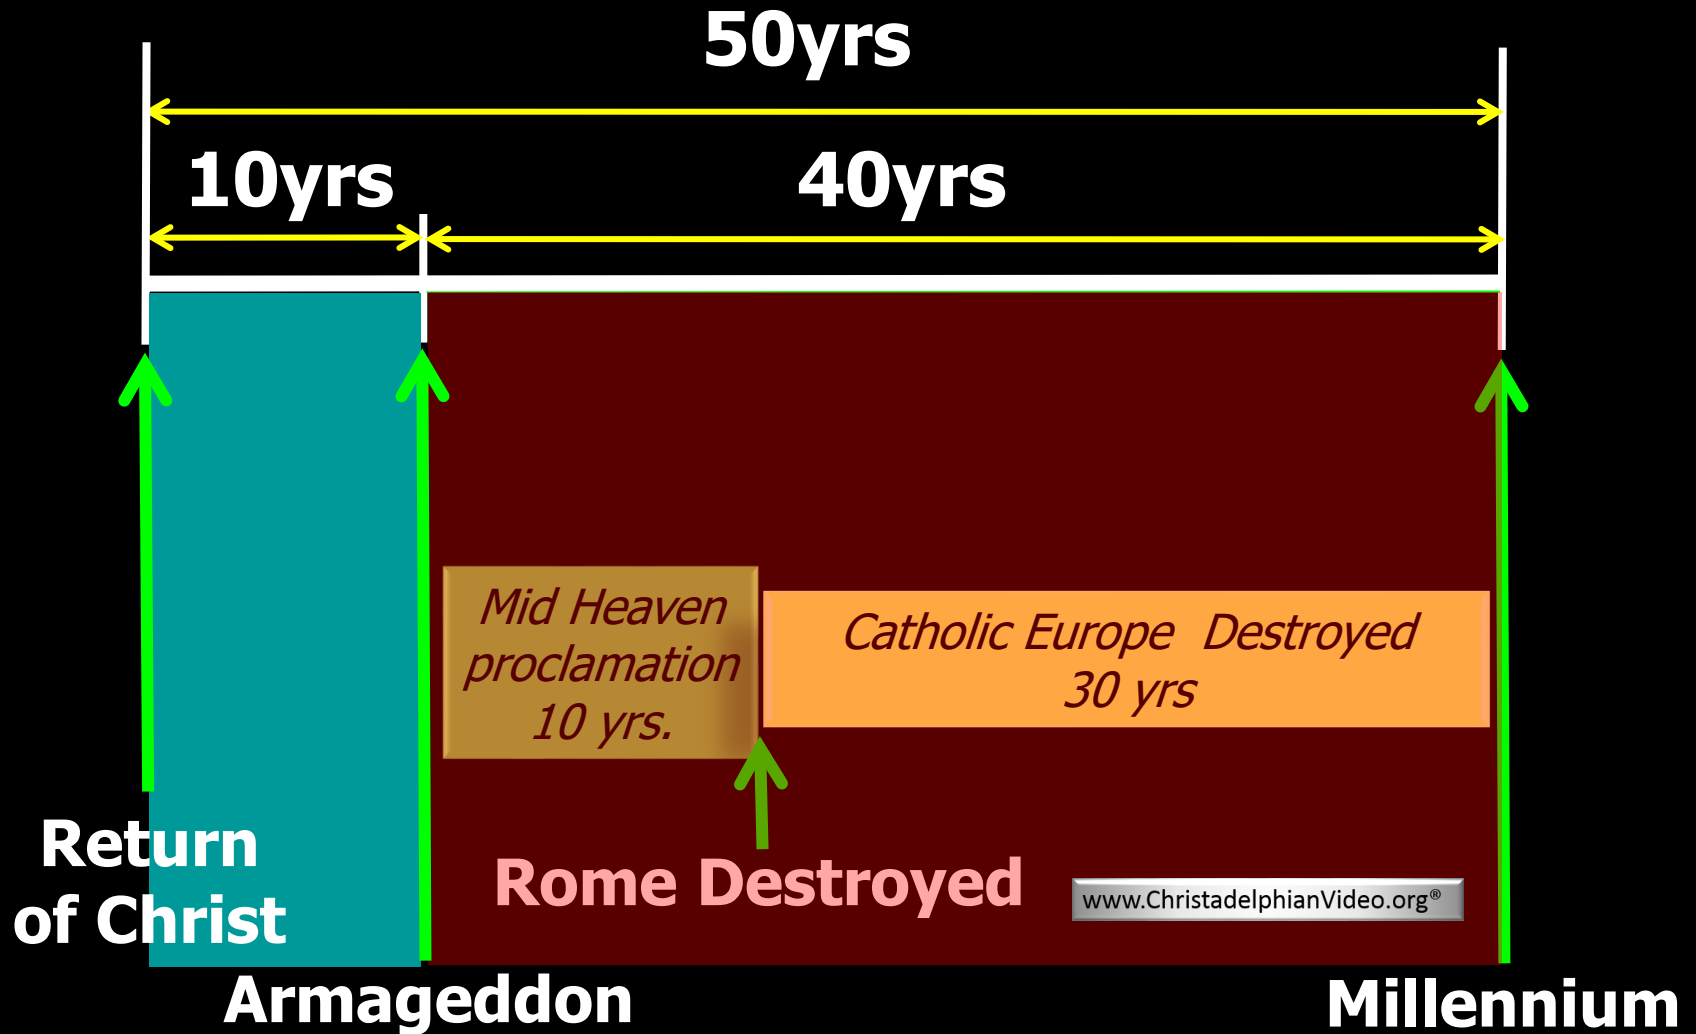 50yrs
10yrs
40yrs
Mid Heaven
proclamation
10 yrs.
Catholic Europe Destroyed
30 yrs
Return
of Christ
Rome Destroyed
www.ChristadelphianVideo.org®
Armageddon
Millennium